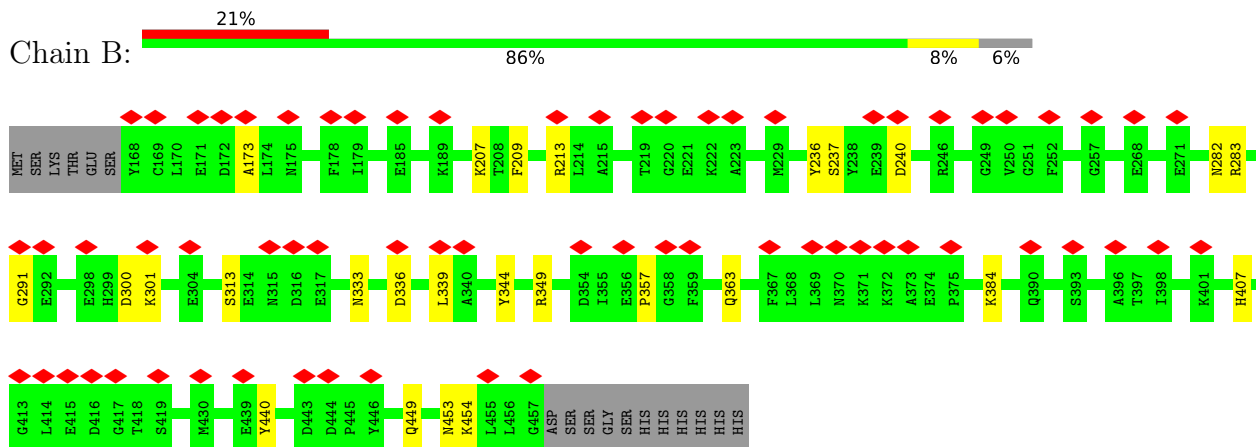 21%
Chain B:
86% 8% 6%
MET SER LYS THR GLU SER Y168 C169 L170 E171 D172 A173 L174 N175 F178 I179 E185 K189 K207 T208 F209 R213 L214 A215 T219 G220 E221 K222 A223 M229 Y236 S237 Y238 E239 D240 R246 G249 V250 G251 F252 G257 E268 E271 N282 R283
G291 E292 E298 H299 D300 K301 E304 S313 E314 N315 D316 E317 N333 D336 L339 A340 Y344 R349 D354 I355 E356 P357 G358 F359 Q363 F367 L368 L369 N370 K371 K372 A373 E374 P375 K384 Q390 S393 A396 T397 I398 K401 H407
G413 L414 E415 D416 G417 T418 S419 M430 E439 Y440 D443 D444 P445 Y446 Q449 N453 K454 L455 L456 G457 ASP SER SER GLY SER HIS HIS HIS HIS HIS HIS